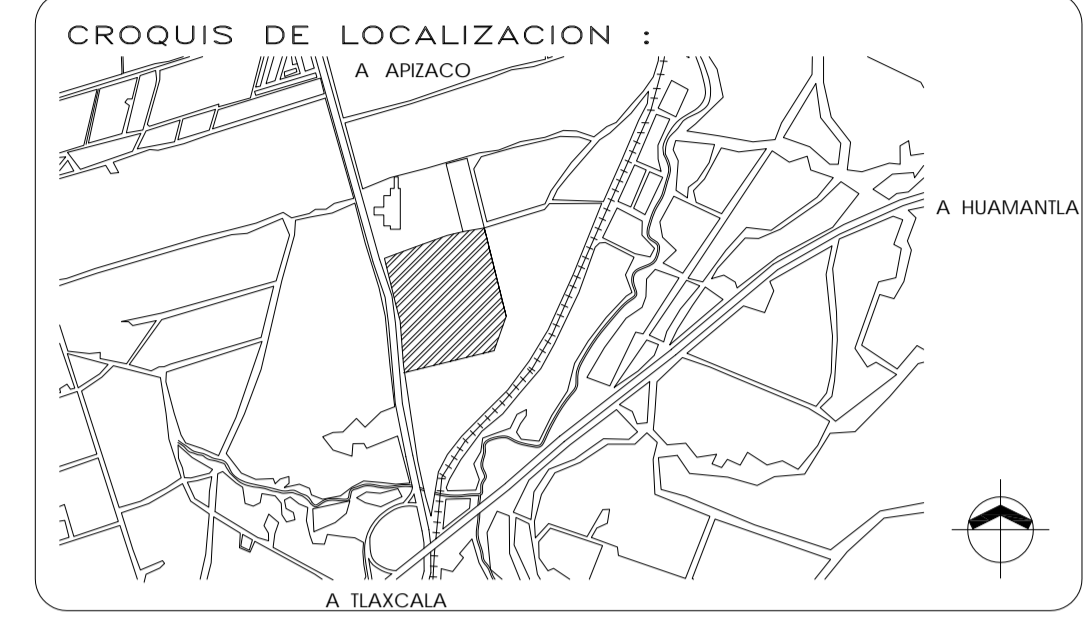 CROQUIS DE LOCALIZACION :
A APIZACO
A HUAMANTLA
A TLAXCALA